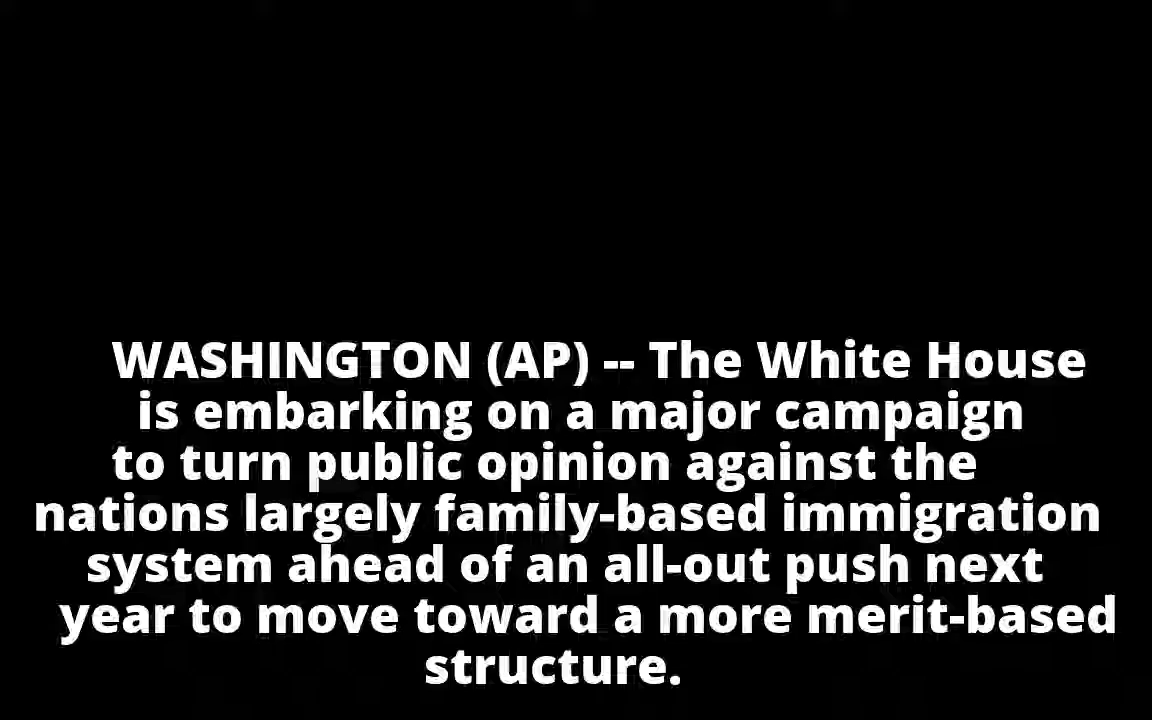 WASHINGTON (AP) -- The White House
is embarking on a major campaign
to turn public opinion against the
nations largely family-based immigration
system ahead of an all-out push next
year to move toward a more merit-based
structure.